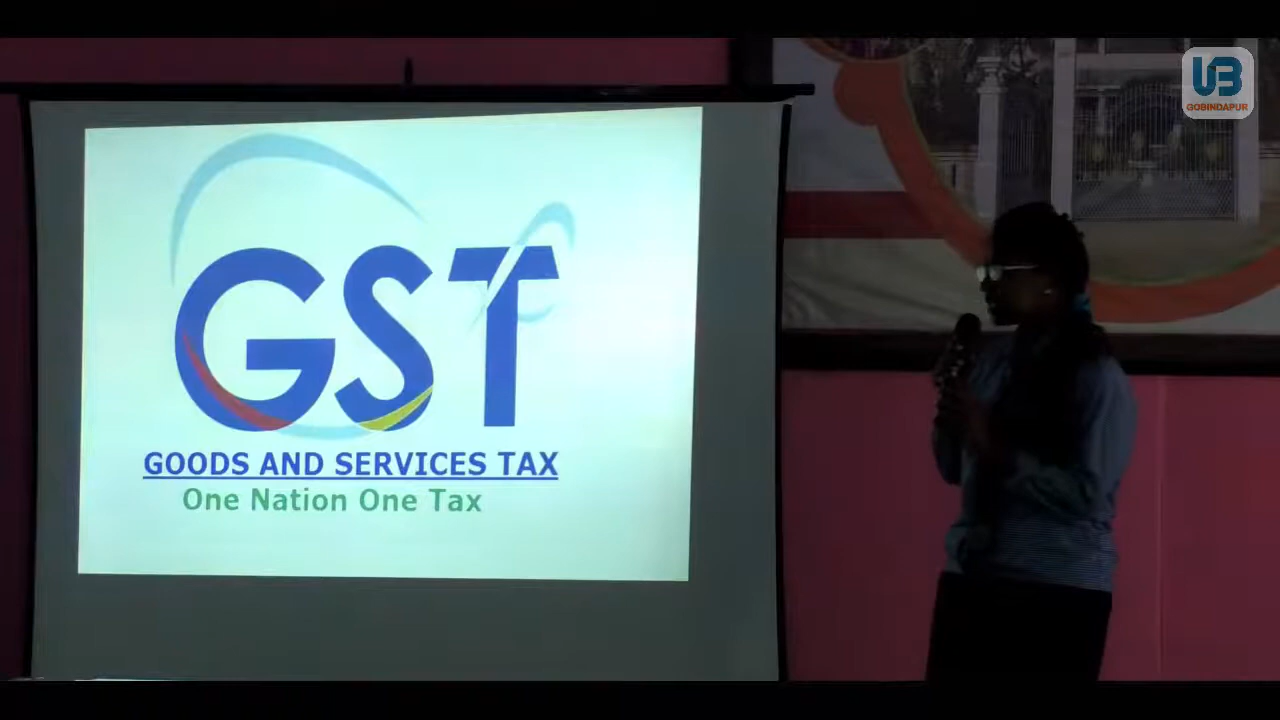 UB
GOBINDAPUR
GST
GOODS AND SERVICES TAX
One Nation One Tax